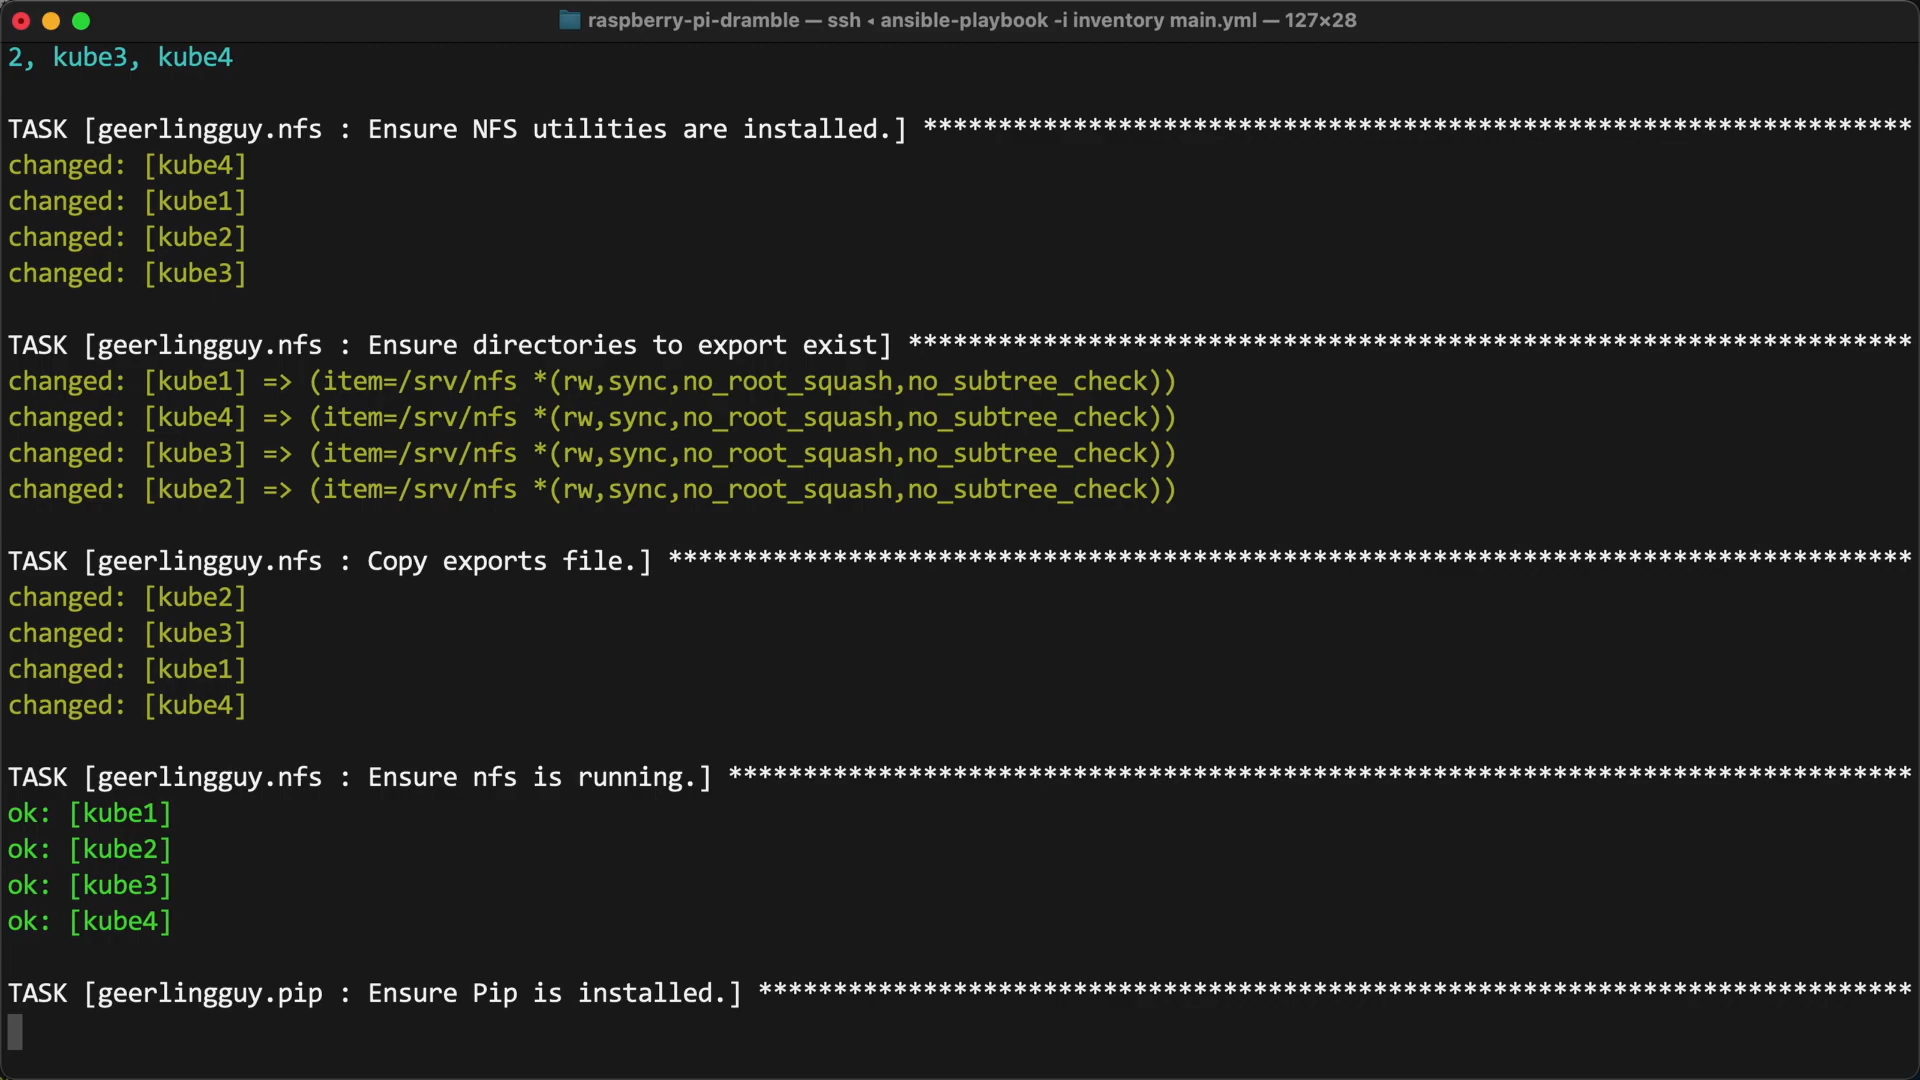 raspberry-pi-dramble — ssh ◂ ansible-playbook -i inventory main.yml — 127×28
2, kube3, kube4
TASK [geerlingguy.nfs : Ensure NFS utilities are installed.] ******************************************************************
changed: [kube4]
changed: [kube1]
changed: [kube2]
changed: [kube3]
TASK [geerlingguy.nfs : Ensure directories to export exist] *******************************************************************
changed: [kube1] => (item=/srv/nfs *(rw,sync,no_root_squash,no_subtree_check))
changed: [kube4] => (item=/srv/nfs *(rw,sync,no_root_squash,no_subtree_check))
changed: [kube3] => (item=/srv/nfs *(rw,sync,no_root_squash,no_subtree_check))
changed: [kube2] => (item=/srv/nfs *(rw,sync,no_root_squash,no_subtree_check))
TASK [geerlingguy.nfs : Copy exports file.] ***********************************************************************************
changed: [kube2]
changed: [kube3]
changed: [kube1]
changed: [kube4]
TASK [geerlingguy.nfs : Ensure nfs is running.] *******************************************************************************
ok: [kube1]
ok: [kube2]
ok: [kube3]
ok: [kube4]
TASK [geerlingguy.pip : Ensure Pip is installed.] *****************************************************************************